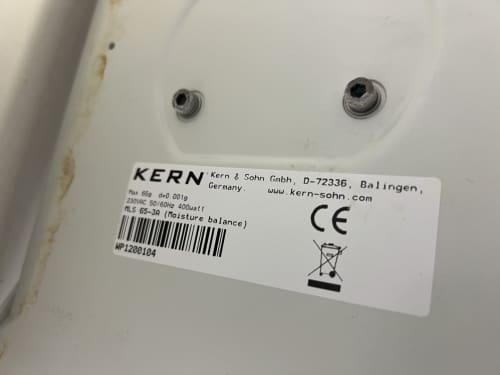 KERN Kern & Sohn GmbH, D-72336, Balingen,
Germany. www.kern-sohn.com
Max 65g d=0.001g
230VAC 50/60Hz 400watt
MLS 65-3A (Moisture balance)
WP1200104
CE